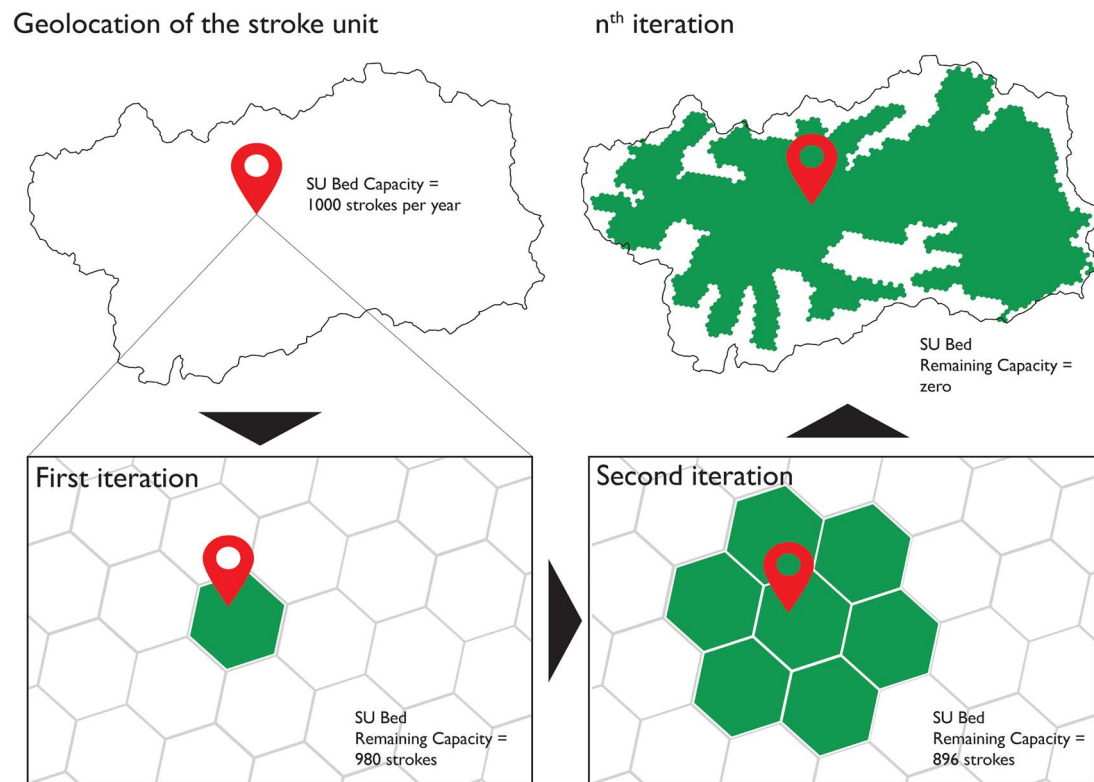 Geolocation of the stroke unit
SU Bed Capacity =
1000 strokes per year
First iteration
SU Bed
Remaining Capacity =
980 strokes
Second iteration
SU Bed
Remaining Capacity =
896 strokes
nth iteration
SU Bed
Remaining Capacity =
zero